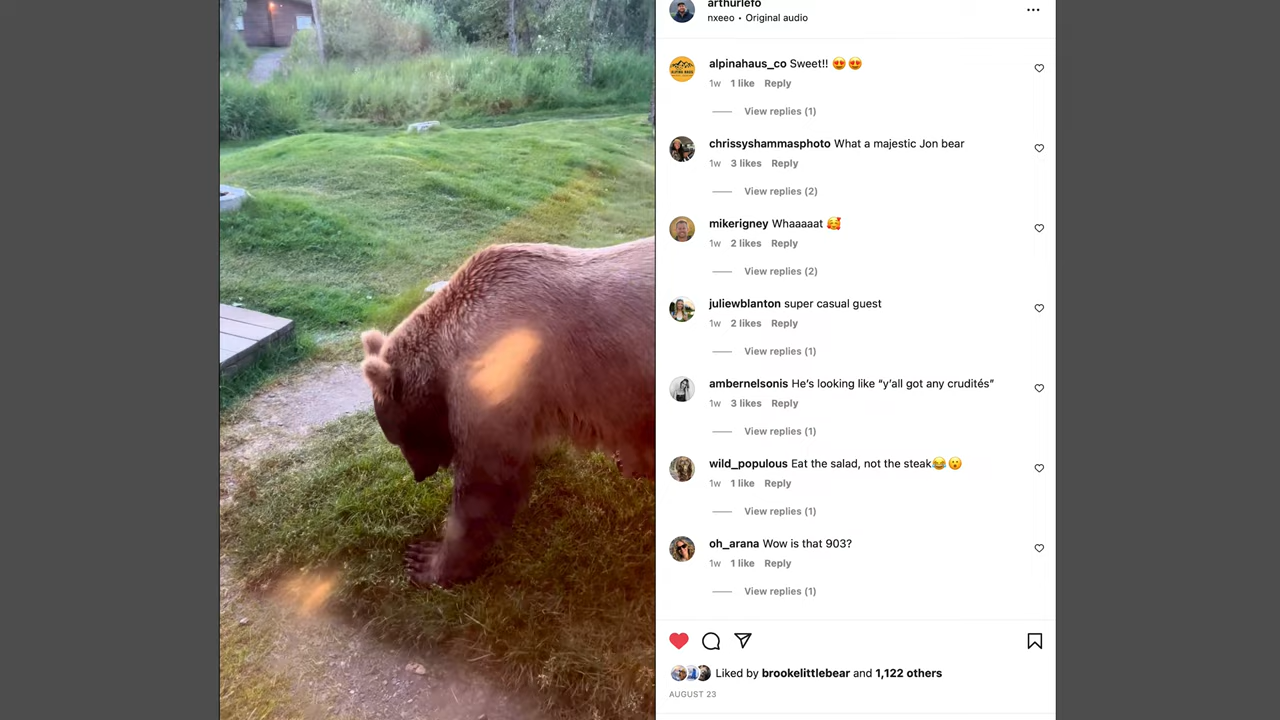 arthurlefo
nxeeo • Original audio
alpinahaus_co Sweet!! 😍 😍
1w 1 like Reply
View replies (1)
chrissyshammasphoto What a majestic Jon bear
1w 3 likes Reply
View replies (2)
mikerigney Whaaaaat 🥰
1w 2 likes Reply
View replies (2)
juliewblanton super casual guest
1w 2 likes Reply
View replies (1)
ambernelsonis He's looking like “y'all got any crudités”
1w 3 likes Reply
View replies (1)
wild_populous Eat the salad, not the steak😂 😮
1w 1 like Reply
View replies (1)
oh_arana Wow is that 903?
1w 1 like Reply
View replies (1)
Liked by brookelittlebear and 1,122 others
AUGUST 23